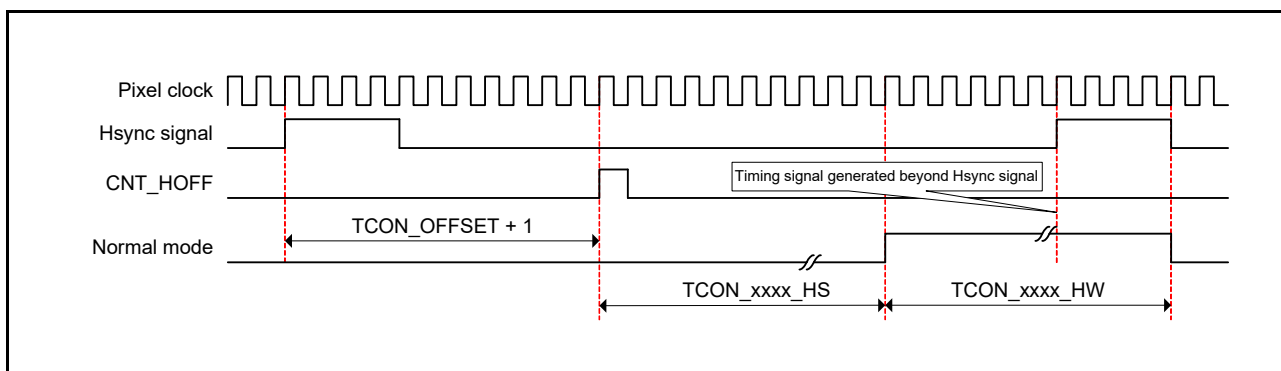 Pixel clock
Hsync signal
CNT_HOFF
Timing signal generated beyond Hsync signal
TCON_OFFSET + 1
Normal mode
TCON_xxxx_HS
TCON_xxxx_HW